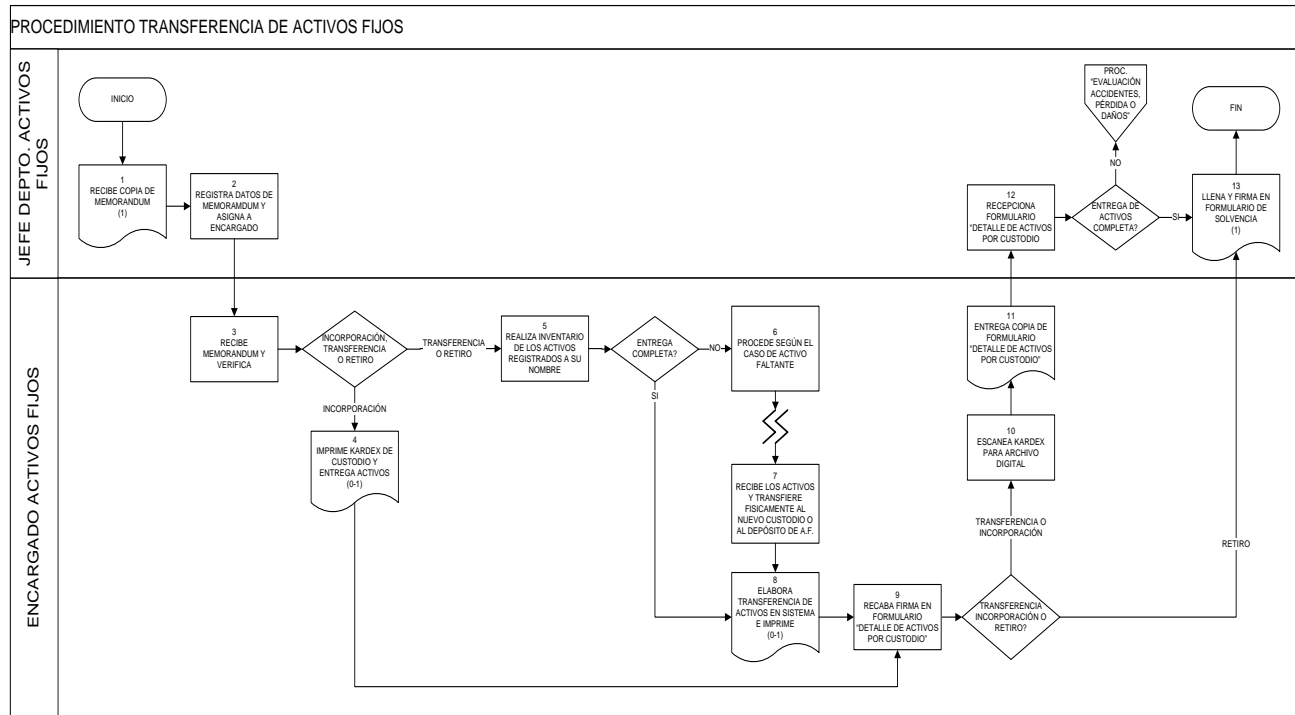 PROCEDIMIENTO TRANSFERENCIA DE ACTIVOS FIJOS
JEFE DEPTO. ACTIVOS
FIJOS
INICIO
1
RECIBE COPIA DE
MEMORANDUM
(1)
2
REGISTRA DATOS DE
MEMORAMDUM Y
ASIGNA A
ENCARGADO
PROC.
"EVALUACIÓN
ACCIDENTES,
PÉRDIDA O
DAÑOS"
NO
12
RECEPCIONA
FORMULARIO
"DETALLE DE ACTIVOS
POR CUSTODIO
ENTREGA DE
ACTIVOS
COMPLETA?
SI
FIN
13
LLENA Y FIRMA EN
FORMULARIO DE
SOLVENCIA
(1)
ENCARGADO ACTIVOS FIJOS
3
RECIBE
MEMORANDUM Y
VERIFICA
INCORPORACIÓN,
TRANSFERENCIA
O RETIRO
TRANSFERENCIA
O RETIRO
INCORPORACIÓN
4
IMPRIME KARDEX DE
CUSTODIO Y
ENTREGA ACTIVOS
(0-1)
5
REALIZA INVENTARIO
DE LOS ACTIVOS
REGISTRADOS A SU
NOMBRE
ENTREGA
COMPLETA?
NO
SI
6
PROCEDE SEGÚN EL
CASO DE ACTIVO
FALTANTE
7
RECIBE LOS ACTIVOS
Y TRANSFIERE
FISICAMENTE AL
NUEVO CUSTODIO O
AL DEPÓSITO DE A.F.
8
ELABORA
TRANSFERENCIA DE
ACTIVOS EN SISTEMA
E IMPRIME
(0-1)
9
RECABA FIRMA EN
FORMULARIO
"DETALLE DE ACTIVOS
POR CUSTODIO"
TRANSFERENCIA
INCORPORACIÓN O
RETIRO?
TRANSFERENCIA O
INCORPORACIÓN
RETIRO
10
ESCANEA KARDEX
PARA ARCHIVO
DIGITAL
11
ENTREGA COPIA DE
FORMULARIO
"DETALLE DE ACTIVOS
POR CUSTODIO"